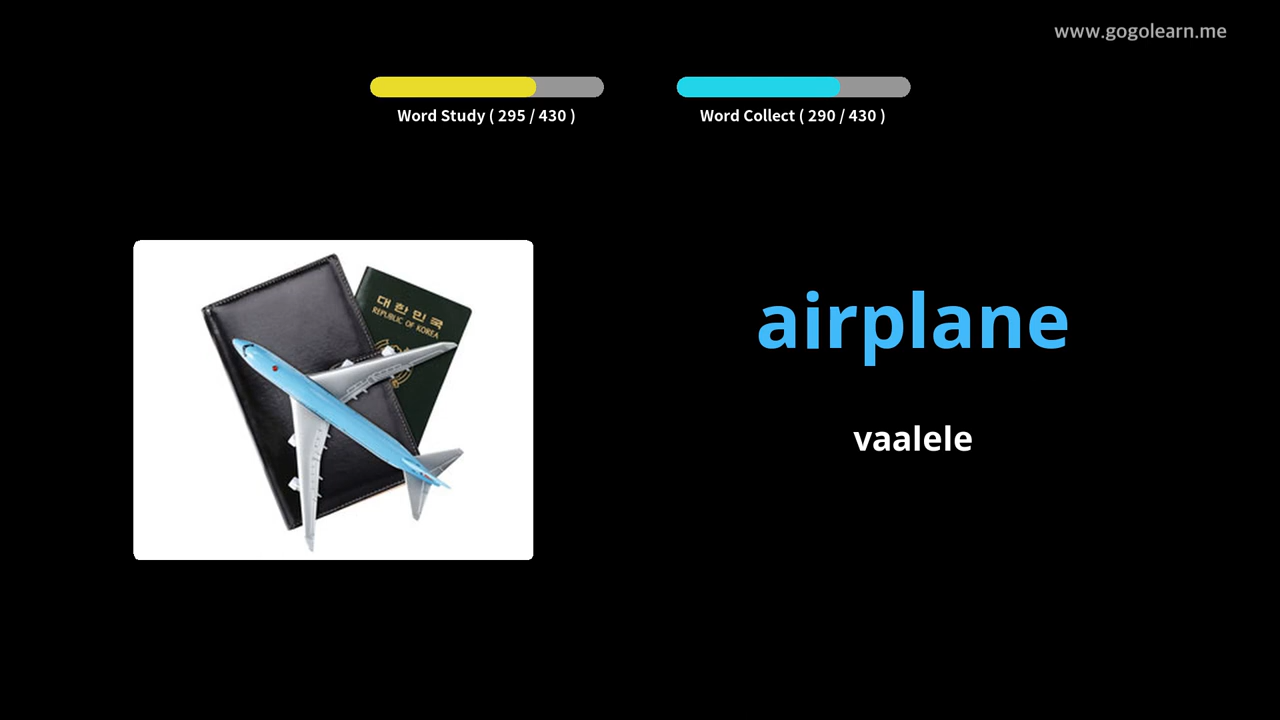 www.gogolearn.me
Word Study ( 295 / 430 )
Word Collect ( 290 / 430 )
대한민국
REPUBLIC OF KOREA
airplane
vaalele